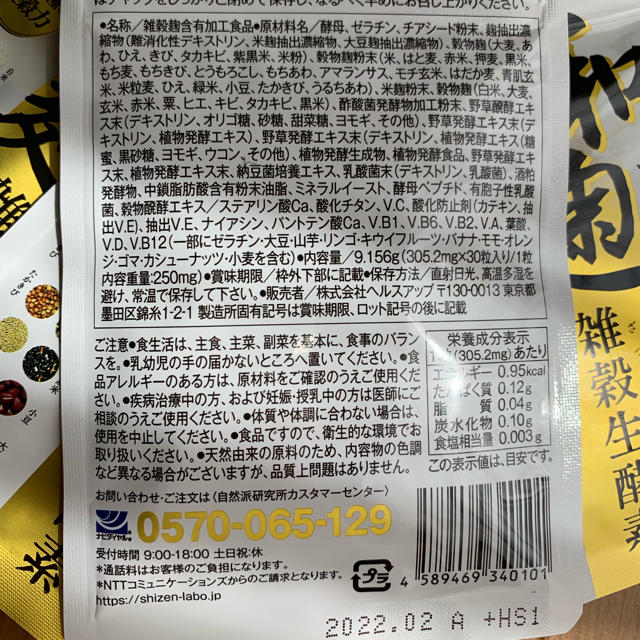 はチャックをしっかりと閉めて保存し、なるべく早めにお召し上がりください。
●名称／雑穀麹含有加工食品●原材料名／酵母、ゼラチン、チアシード粉末、麹抽出濃
縮物(難消化性デキストリン、米麹抽出濃縮物、大豆麹抽出濃縮物)、穀物麹(大麦、あ
わ、ひえ、きび、タカキビ、紫黒米、米粉)、穀物麹粉末(米、はと麦、赤米、押麦、黒米、
もち麦、もちきび、とうもろこし、もちあわ、アマランサス、モチ玄米、はだか麦、青肌玄
米、米粒麦、ひえ、緑米、小豆、たかきび、うるちあわ)、米麹粉末、穀物麹(白米、大麦、
玄米、赤米、粟、ヒエ、キビ、タカキビ、黒米)、酢酸菌発酵物加工粉末、野草醗酵エキ
ス末(デキストリン、オリゴ糖、砂糖、甜菜糖、ヨモギ、その他)、野草発酵エキス末(デキ
ストリン、植物発酵エキス)、野草発酵エキス末(デキストリン、植物発酵エキス(糖
蜜、黒砂糖、ヨモギ、ウコン、その他)、植物発酵生成物、植物発酵食品、野草発酵エキ
ス末、植物発酵エキス末、納豆菌培養エキス、乳酸菌末(デキストリン、乳酸菌)、酒粕
発酵物、中鎖脂肪酸含有粉末油脂、ミネラルイースト、酵母ペプチド、有胞子性乳酸
菌、穀物醗酵エキス／ステアリン酸Ca、酸化チタン、V.C、酸化防止剤(カテキン、抽
出V.E)、抽出V.E、ナイアシン、パントテン酸Ca、V.B1、V.B6、V.B2、V.A、葉酸、
V.D、V.B12(一部にゼラチン・大豆・山芋・リンゴ・キウイフルーツ・バナナ・モモ・オレン
ジ・ゴマ・カシューナッツ・小麦を含む)●内容量／9.156g(305.2mg×30粒入り/1粒
内容重量:250mg)●賞味期限／枠外下部に記載●保存方法／直射日光、高温多湿を
避け、常温で保存して下さい。●販売者／株式会社ヘルスアップ〒130-0013 東京都
墨田区錦糸1-2-1 製造所固有記号は賞味期限、ロット記号の後に記載
ご注意●食生活は、主食、主菜、副菜を基本に、食事のバラン
スを。●乳幼児の手の届かないところへ置いてください。●食
品アレルギーのある方は、原材料をご確認のうえご使用くだ
さい。●疾病治療中の方、および妊娠・授乳中の方は医師にご
相談のうえご使用ください。●体質や体調に合わない場合は、
使用を中止してください。●食品ですので、衛生的な環境でお
取り扱いください。●天然由来の原料のため、内容物の色調
など異なる場合がございますが、品質上問題はありません。
栄養成分表示
(305.2mg)あたり
エネルギー 0.95kcal
たんぱく質 0.12g
脂質 0.04g
炭水化物 0.10g
食塩相当量 0.003g
この表示値は、目安です。
お問い合わせ・ご注文は〈自然派研究所カスタマーセンター〉
ナビダイヤル
0570-065-129
受付時間 9:00-18:00 土日祝:休
＊通話料はお客様のご負担になります。
＊NTTコミュニケーションズからのご請求となります。
https://shizen-labo.jp/
プラ
4 589469 340101
2022.02 A +HS1
雑穀生酵素
小豆
たかきび